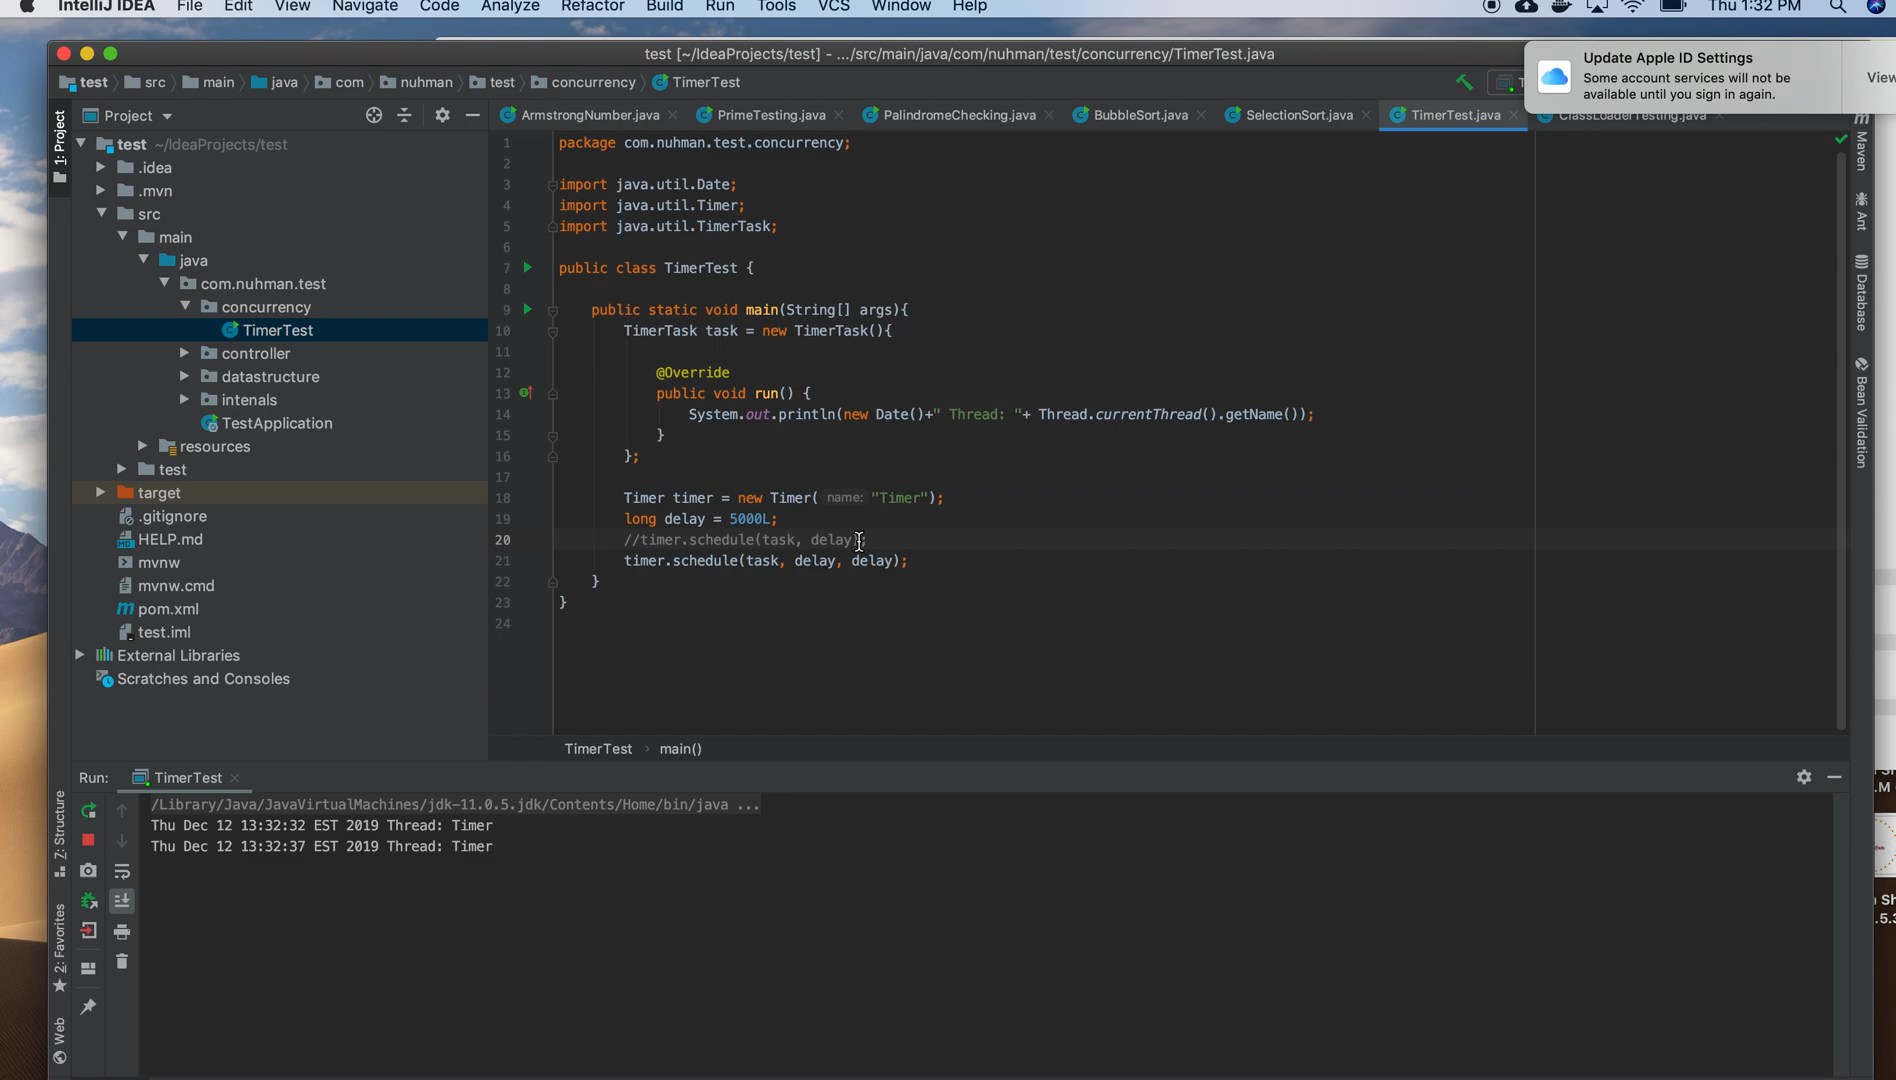 IntelliJ IDEA File Edit View Navigate Code Analyze Refactor Build Run Tools VCS Window Help Thu 1:32 PM
test [~/IdeaProjects/test] - .../src/main/java/com/nuhman/test/concurrency/TimerTest.java
Update Apple ID Settings
Some account services will not be
available until you sign in again.
View
test src main java com nuhman test concurrency TimerTest
Project
ArmstrongNumber.java PrimeTesting.java PalindromeChecking.java BubbleSort.java SelectionSort.java TimerTest.java ClassLoaderTesting.java
1: Project
test ~/IdeaProjects/test
.idea
.mvn
src
main
java
com.nuhman.test
concurrency
TimerTest
controller
datastructure
intenals
TestApplication
resources
test
target
.gitignore
HELP.md
mvnw
mvnw.cmd
pom.xml
test.iml
External Libraries
Scratches and Consoles
1 package com.nuhman.test.concurrency;
2
3 import java.util.Date;
4 import java.util.Timer;
5 import java.util.TimerTask;
6
7 public class TimerTest {
8
9 public static void main(String[] args){
10 TimerTask task = new TimerTask(){
11
12 @Override
13 public void run() {
14 System.out.println(new Date()+" Thread: "+ Thread.currentThread().getName());
15 }
16 };
17
18 Timer timer = new Timer( name: "Timer");
19 long delay = 5000L;
20 //timer.schedule(task, delay);
21 timer.schedule(task, delay, delay);
22 }
23 }
24
TimerTest › main()
Maven
Ant
Database
Bean Validation
Run: TimerTest
/Library/Java/JavaVirtualMachines/jdk-11.0.5.jdk/Contents/Home/bin/java ...
Thu Dec 12 13:32:32 EST 2019 Thread: Timer
Thu Dec 12 13:32:37 EST 2019 Thread: Timer
7: Structure
2: Favorites
Web